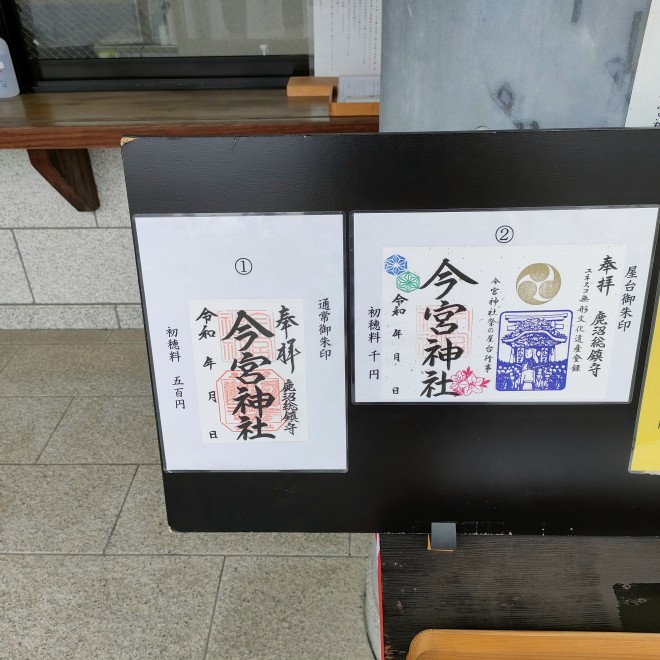 ①
通常御朱印
奉拝
鹿沼総鎮守
今宮神社
令和 年 月 日
初穂料 五百円
②
屋台御朱印
奉拝 鹿沼総鎮守
ユネスコ無形文化遺産登録
今宮神社祭の屋台行事
今宮神社
令和 年 月 日
初穂料 千円